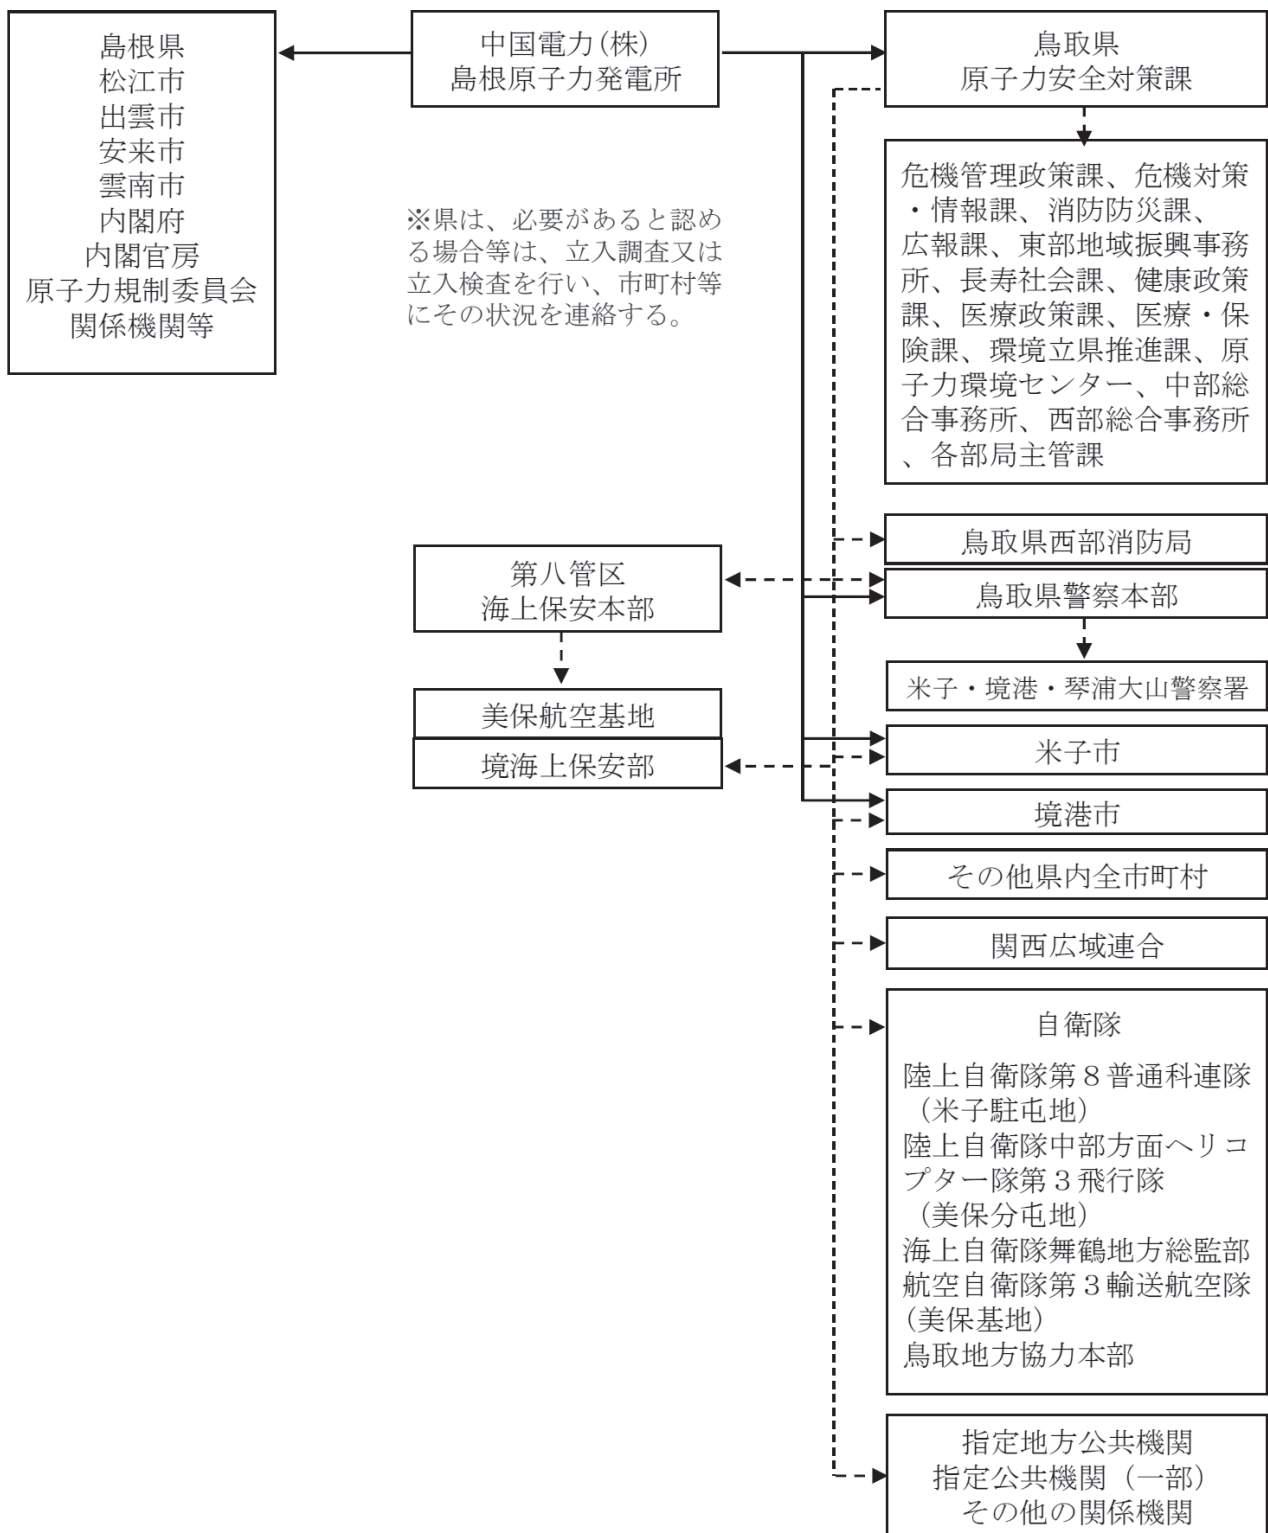 島根県
松江市
出雲市
安来市
雲南市
内閣府
内閣官房
原子力規制委員会
関係機関等
中国電力(株)
島根原子力発電所
鳥取県
原子力安全対策課
※県は、必要があると認め
る場合等は、立入調査又は
立入検査を行い、市町村等
にその状況を連絡する。
危機管理政策課、危機対策
・情報課、消防防災課、
広報課、東部地域振興事務
所、長寿社会課、健康政策
課、医療政策課、医療・保
険課、環境立県推進課、原
子力環境センター、中部総
合事務所、西部総合事務所
、各部局主管課
鳥取県西部消防局
第八管区
海上保安本部
鳥取県警察本部
米子・境港・琴浦大山警察署
美保航空基地
境海上保安部
米子市
境港市
その他県内全市町村
関西広域連合
自衛隊
陸上自衛隊第8普通科連隊
（米子駐屯地）
陸上自衛隊中部方面ヘリコ
プター隊第3飛行隊
（美保分屯地）
海上自衛隊舞鶴地方総監部
航空自衛隊第3輸送航空隊
(美保基地)
鳥取地方協力本部
指定地方公共機関
指定公共機関（一部）
その他の関係機関